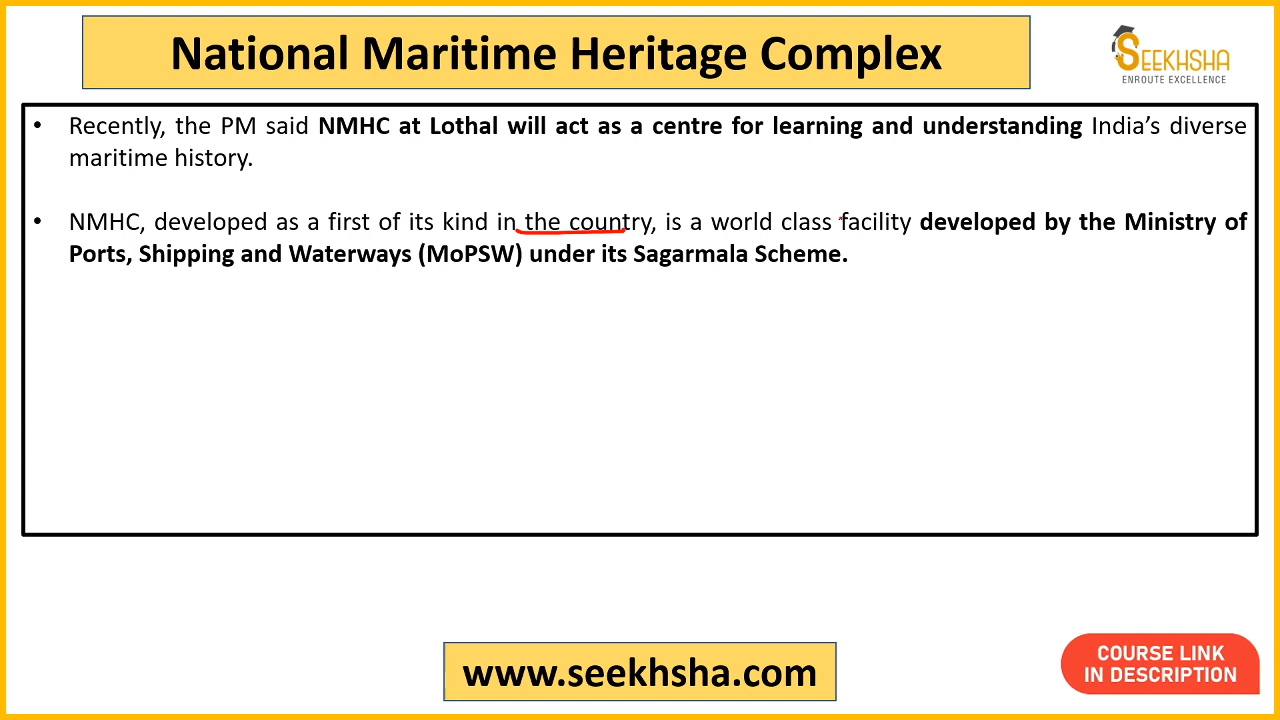 National Maritime Heritage Complex
SEEKHSHA
ENROUTE EXCELLENCE
• Recently, the PM said NMHC at Lothal will act as a centre for learning and understanding India’s diverse
maritime history.
• NMHC, developed as a first of its kind in the country, is a world class facility developed by the Ministry of
Ports, Shipping and Waterways (MoPSW) under its Sagarmala Scheme.
www.seekhsha.com
COURSE LINK
IN DESCRIPTION